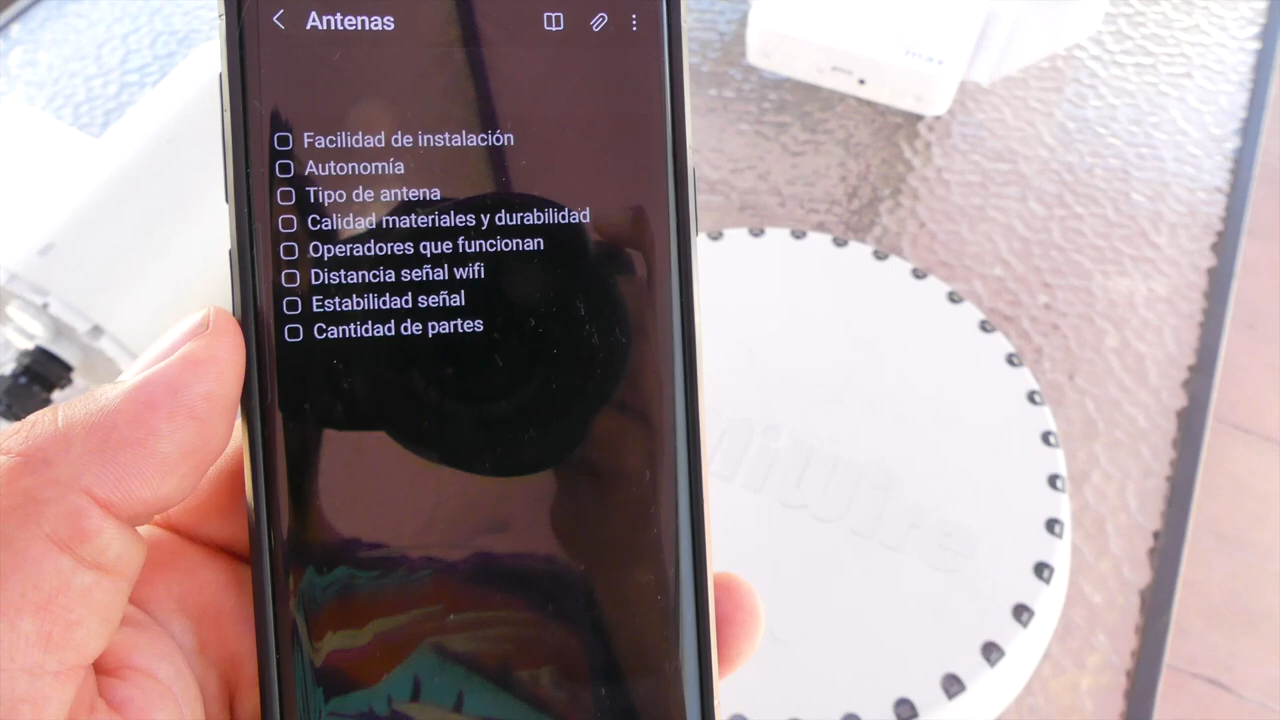 Antenas
Facilidad de instalación
Autonomía
Tipo de antena
Calidad materiales y durabilidad
Operadores que funcionan
Distancia señal wifi
Estabilidad señal
Cantidad de partes